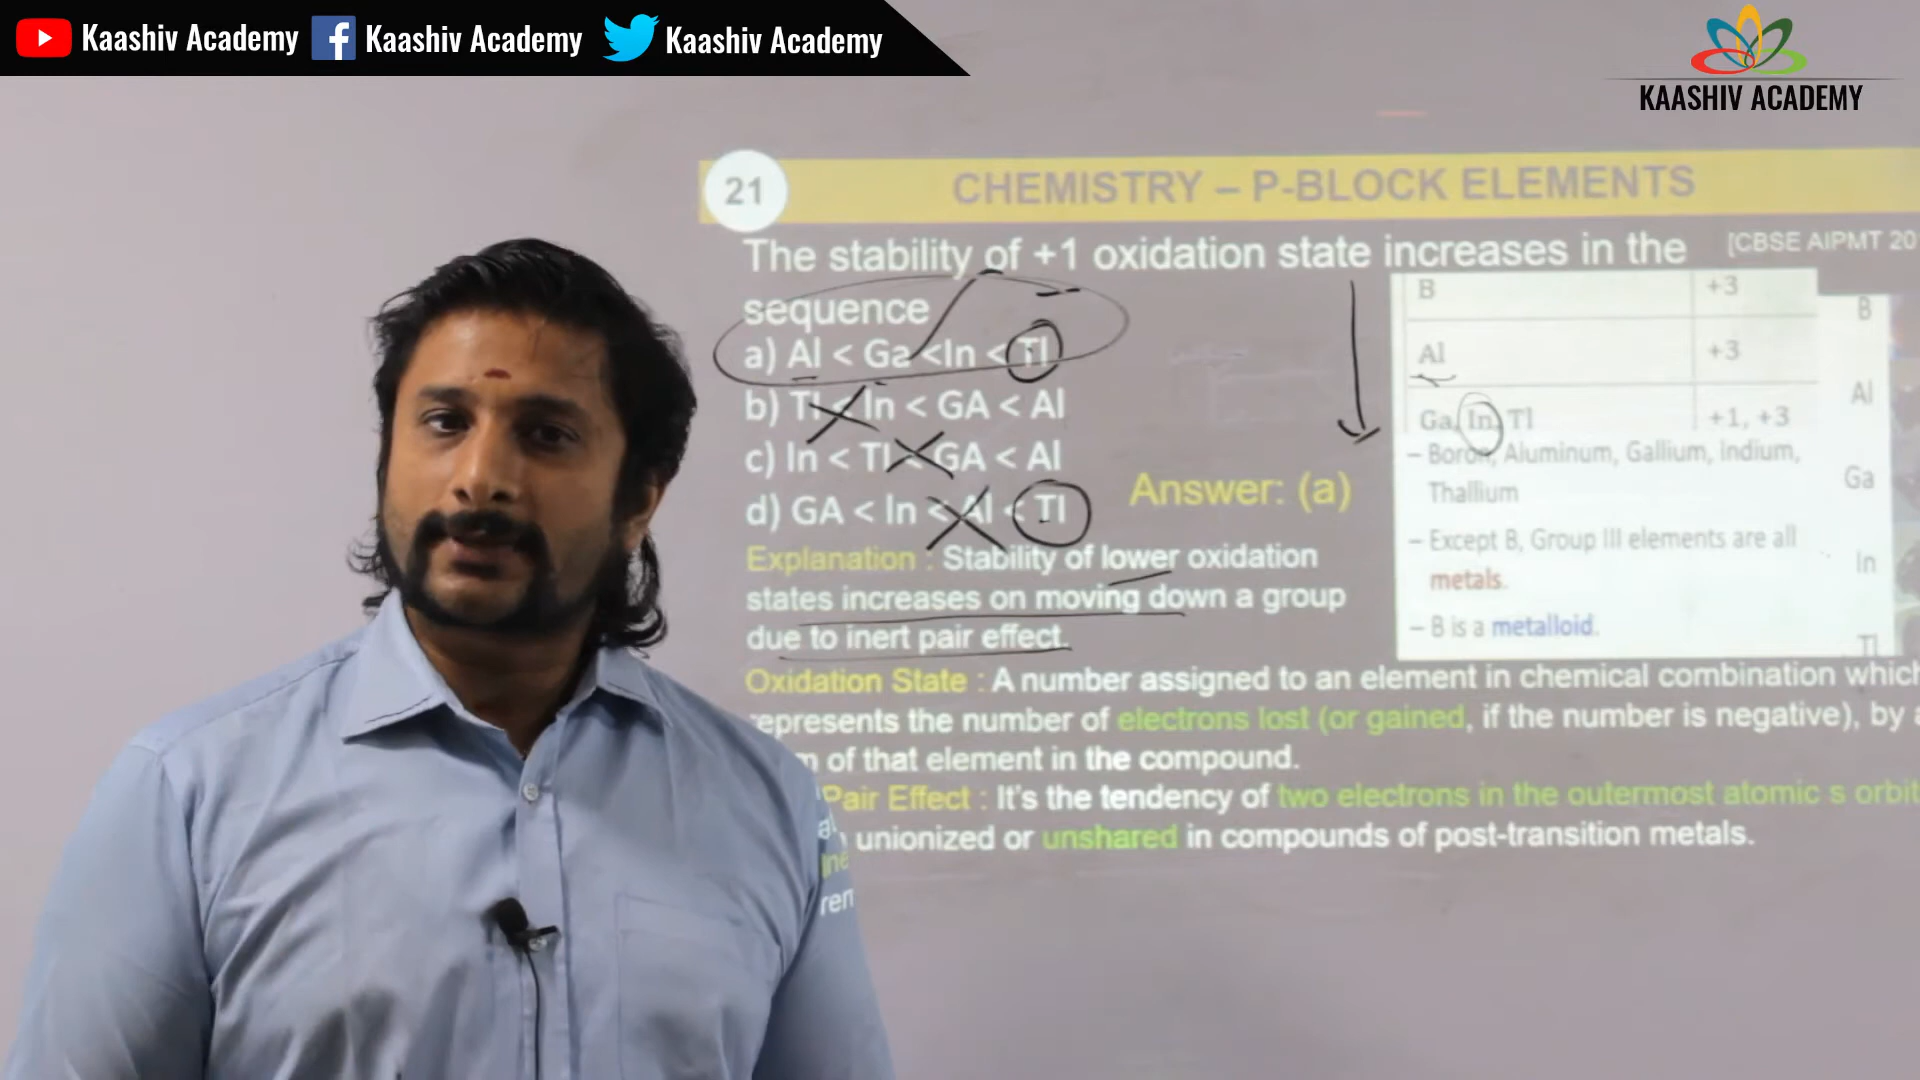 Kaashiv Academy Kaashiv Academy Kaashiv Academy
KAASHIV ACADEMY
21 CHEMISTRY – P-BLOCK ELEMENTS
The stability of +1 oxidation state increases in the [CBSE AIPMT 20
sequence
a) Al < Ga <In < Tl
b) Tl < In < GA < Al
c) In < Tl < GA < Al
d) GA < In < Al < Tl
Answer: (a)
Explanation : Stability of lower oxidation
states increases on moving down a group
due to inert pair effect.
B +3
Al +3
Ga, In, Tl +1, +3
– Boron, Aluminum, Gallium, Indium,
Thallium
– Except B, Group III elements are all
metals.
– B is a metalloid.
B
Al
Ga
In
Tl
Oxidation State : A number assigned to an element in chemical combination which
represents the number of electrons lost (or gained, if the number is negative), by a
of that element in the compound.
Pair Effect : It's the tendency of two electrons in the outermost atomic s orbit
unionized or unshared in compounds of post-transition metals.